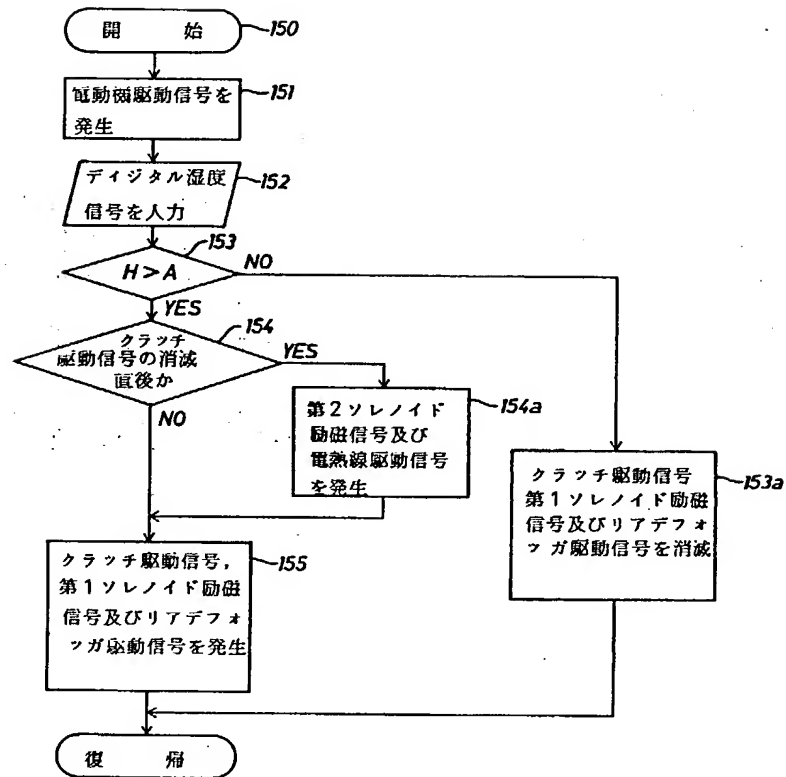 開始
150
電動機駆動信号を
発生
151
ディジタル湿度
信号を入力
152
153
H>A
NO
YES
154
クラッチ
駆動信号の消滅
直後か
YES
NO
第2ソレノイド
励磁信号及び
電熱線駆動信号
を発生
154a
クラッチ駆動信号
第1ソレノイド励磁
信号及びリアデフォ
ッガ駆動信号を消滅
153a
クラッチ駆動信号,
第1ソレノイド励磁
信号及びリアデフォ
ッガ駆動信号を発生
155
復帰